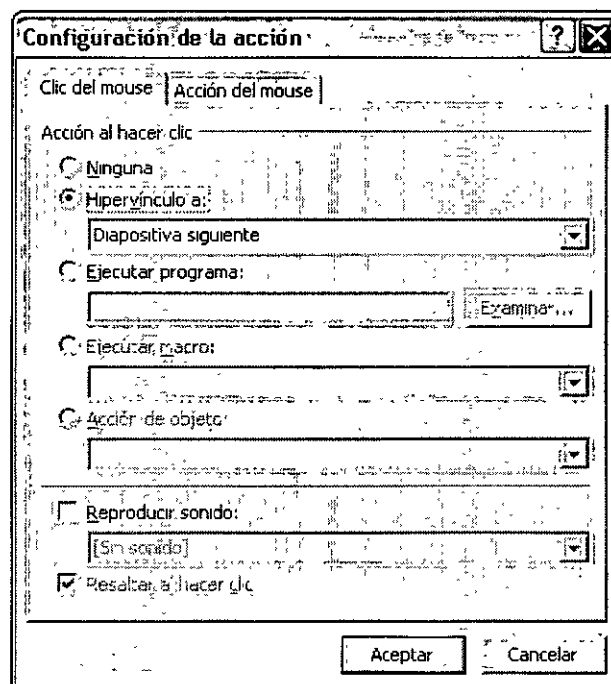 Configuración de la acción
Clic del mouse
Acción del mouse
Acción al hacer clic
Ninguna
Hipervínculo a:
Diapositiva siguiente
Ejecutar programa:
Examinar...
Ejecutar macro:
Acción de objeto:
Reproducir sonido:
[Sin sonido]
Resaltar al hacer clic
Aceptar
Cancelar